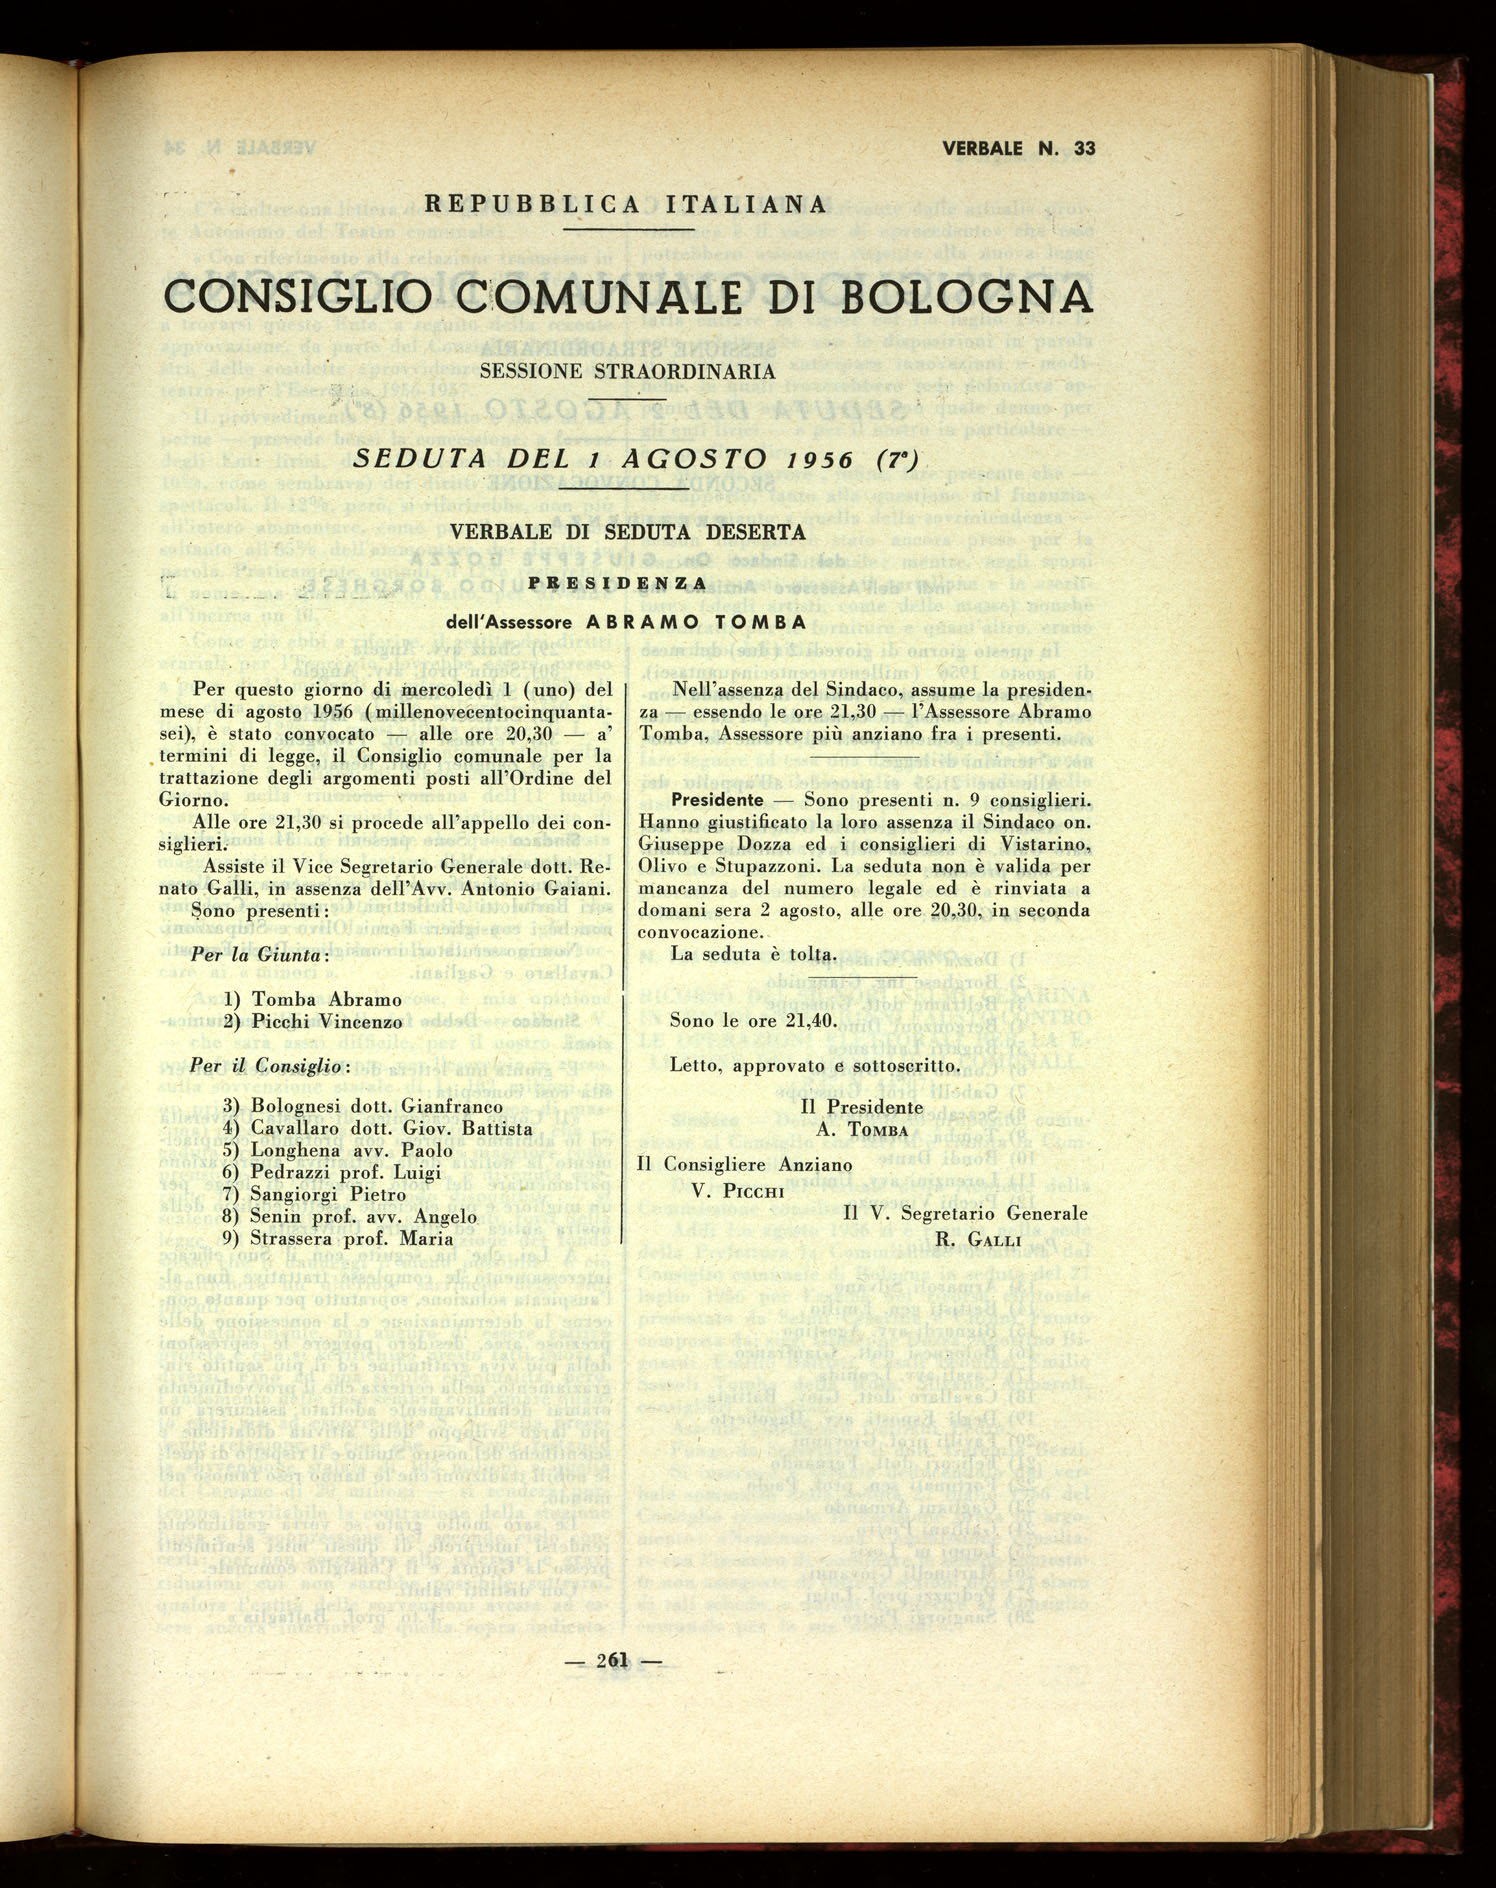 VERBALE N. 33
REPUBBLICA ITALIANA
CONSIGLIO COMUNALE DI BOLOGNA
SESSIONE STRAORDINARIA
SEDUTA DEL 1 AGOSTO 1956 (7ª)
VERBALE DI SEDUTA DESERTA
PRESIDENZA
dell'Assessore ABRAMO TOMBA
Per questo giorno di mercoledì 1 (uno) del
mese di agosto 1956 (millenovecentocinquanta-
sei), è stato convocato — alle ore 20,30 — a'
termini di legge, il Consiglio comunale per la
trattazione degli argomenti posti all'Ordine del
Giorno.
Alle ore 21,30 si procede all'appello dei con-
siglieri.
Assiste il Vice Segretario Generale dott. Re-
nato Galli, in assenza dell'Avv. Antonio Gaiani.
Sono presenti:
Per la Giunta:
1) Tomba Abramo
2) Picchi Vincenzo
Per il Consiglio:
3) Bolognesi dott. Gianfranco
4) Cavallaro dott. Giov. Battista
5) Longhena avv. Paolo
6) Pedrazzi prof. Luigi
7) Sangiorgi Pietro
8) Senin prof. avv. Angelo
9) Strassera prof. Maria
Nell'assenza del Sindaco, assume la presiden-
za — essendo le ore 21,30 — l'Assessore Abramo
Tomba, Assessore più anziano fra i presenti.
Presidente — Sono presenti n. 9 consiglieri.
Hanno giustificato la loro assenza il Sindaco on.
Giuseppe Dozza ed i consiglieri di Vistarino,
Olivo e Stupazzoni. La seduta non è valida per
mancanza del numero legale ed è rinviata a
domani sera 2 agosto, alle ore 20,30, in seconda
convocazione.
La seduta è tolta.
Sono le ore 21,40.
Letto, approvato e sottoscritto.
Il Presidente
A. TOMBA
Il Consigliere Anziano
V. PICCHI
Il V. Segretario Generale
R. GALLI
— 261 —